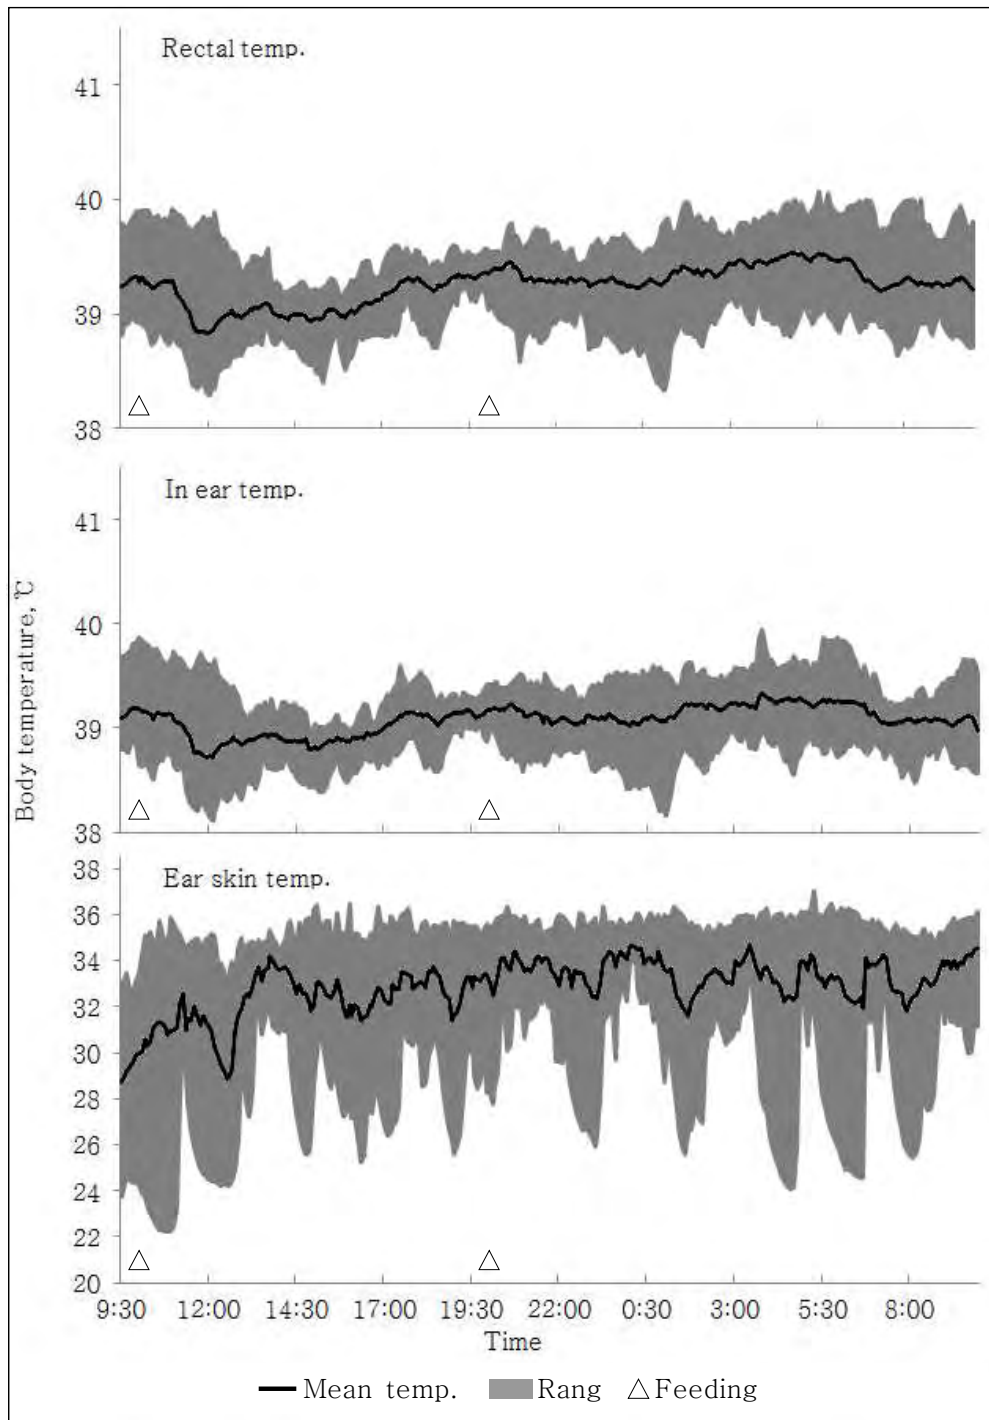 Rectal temp.
41
40
39
38
In ear temp.
41
40
39
38
Body temperature, ℃
Ear skin temp.
38
36
34
32
30
28
26
24
22
20
9:30 12:00 14:30 17:00 19:30 22:00 0:30 3:00 5:30 8:00
Time
Mean temp. Rang △Feeding